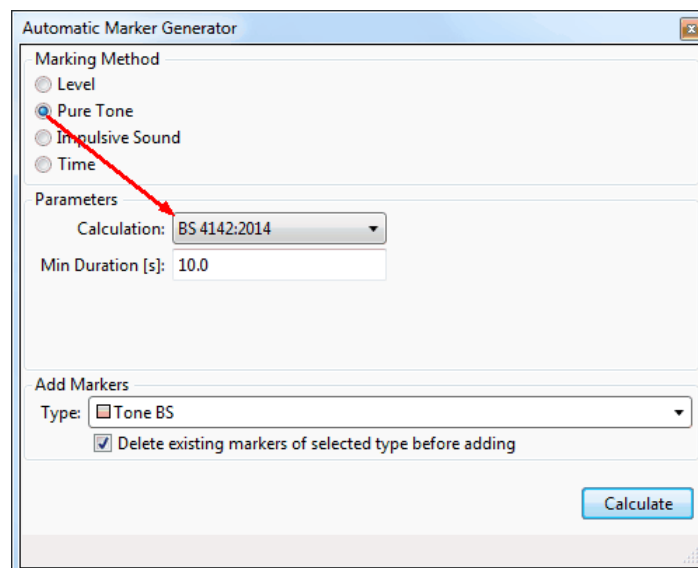 Automatic Marker Generator
Marking Method
Level
Pure Tone
Impulsive Sound
Time
Parameters
Calculation: BS 4142:2014
Min Duration [s]: 10.0
Add Markers
Type: Tone BS
Delete existing markers of selected type before adding
Calculate